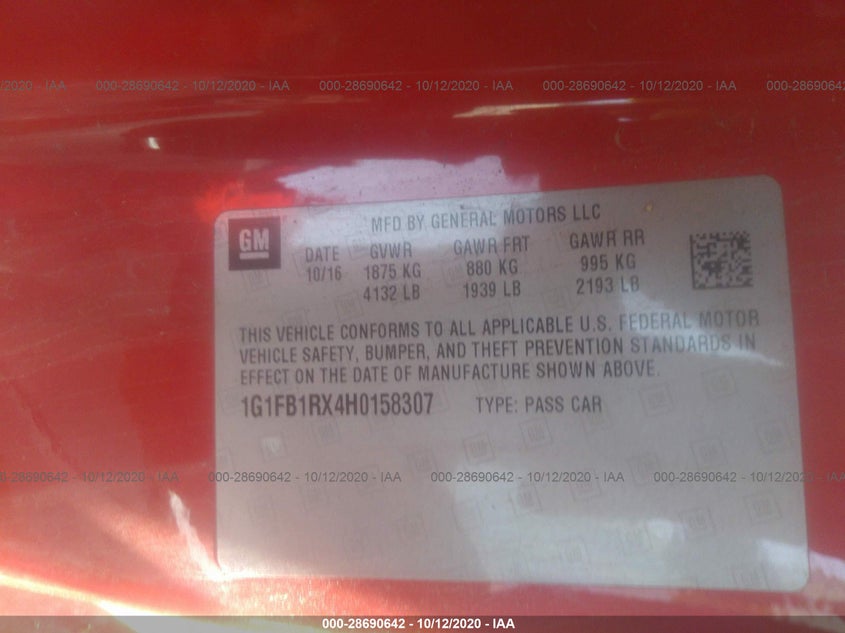 0/2020 - IAA 000-28690642 - 10/12/2020 - IAA 000-28690642 - 10/12/2020 - IAA 000-28690
MFD BY GENERAL MOTORS LLC
GM
DATE GVWR GAWR FRT GAWR RR
10/16 1875 KG 880 KG 995 KG
4132 LB 1939 LB 2193 LB
THIS VEHICLE CONFORMS TO ALL APPLICABLE U.S. FEDERAL MOTOR
VEHICLE SAFETY, BUMPER, AND THEFT PREVENTION STANDARDS IN
EFFECT ON THE DATE OF MANUFACTURE SHOWN ABOVE.
1G1FB1RX4H0158307 TYPE: PASS CAR
000-28690642 - 10/12/2020 - IAA 000-28690642 - 10/12/2020 - IAA 000-28690642 - 10/12/2020 - IAA
000-28690642 - 10/12/2020 - IAA